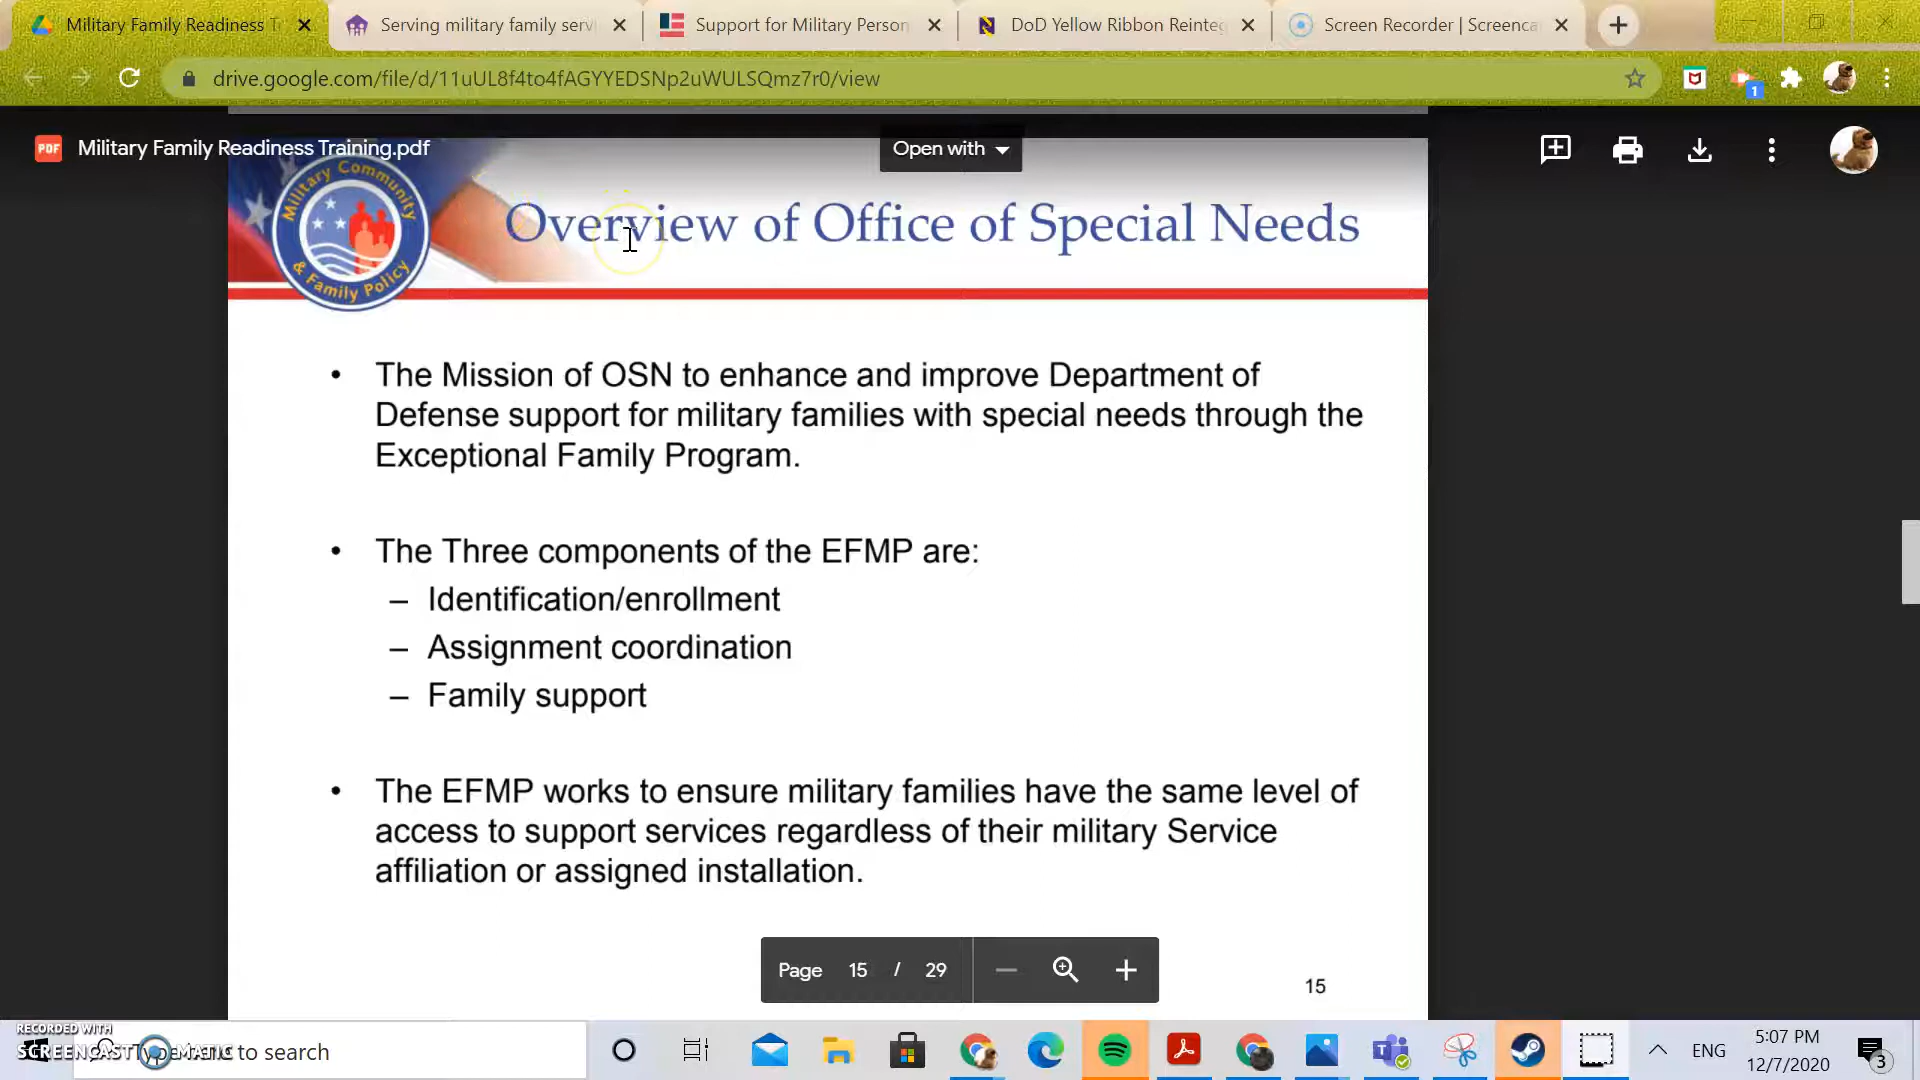 Military Family Readiness T
Serving military family servi
Support for Military Person
DoD Yellow Ribbon Reinteg
Screen Recorder | Screenca
drive.google.com/file/d/11uUL8f4to4fAGYYEDSNp2uWULSQmz7r0/view
1
PDF
Military Family Readiness Training.pdf
Open with
Military Community
& Family Policy
Overview of Office of Special Needs
• The Mission of OSN to enhance and improve Department of
Defense support for military families with special needs through the
Exceptional Family Program.
• The Three components of the EFMP are:
– Identification/enrollment
– Assignment coordination
– Family support
• The EFMP works to ensure military families have the same level of
access to support services regardless of their military Service
affiliation or assigned installation.
Page 15 / 29
15
RECORDED WITH
SCREENCAST MATIC
to search
ENG
5:07 PM
12/7/2020
3